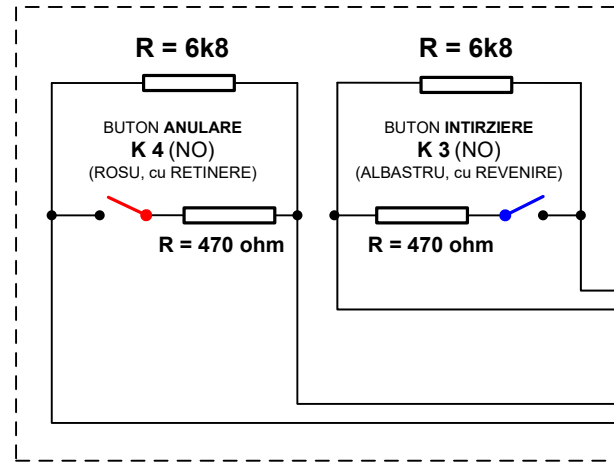 R = 6k8
BUTON ANULARE
K 4 (NO)
(ROSU, cu RETINERE)
R = 470 ohm
R = 6k8
BUTON INTIRZIERE
K 3 (NO)
(ALBASTRU, cu REVENIRE)
R = 470 ohm